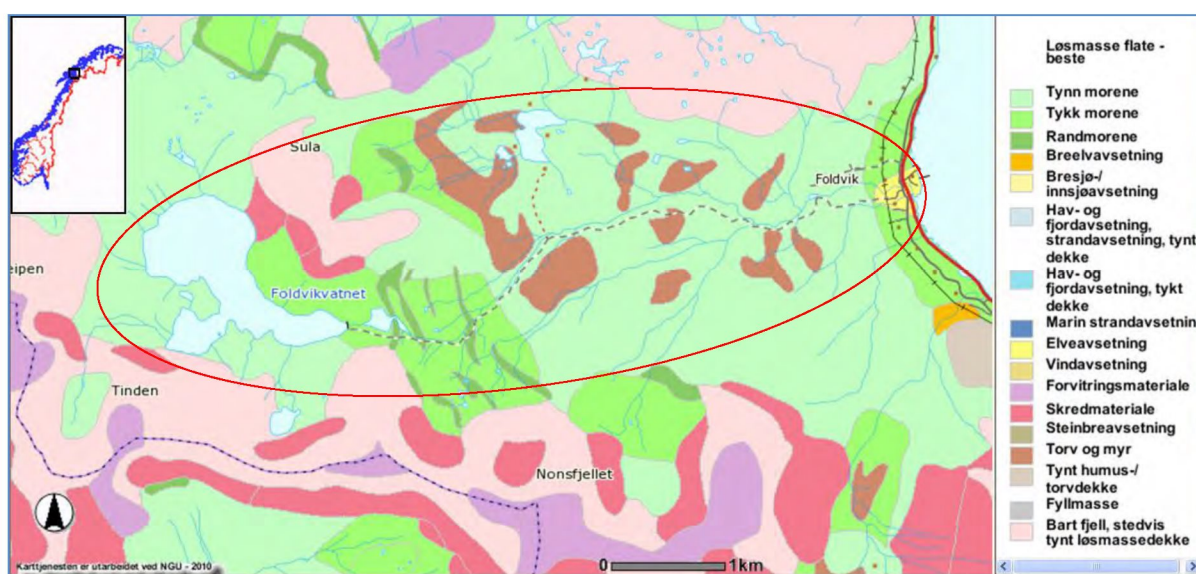 Sula
Foldvik
eipen
Foldvikvatnet
Tinden
Nonsfjellet
0 1km
Karttjenesten er utarbeidet ved NGU - 2010
Løsmasse flate -
beste
Tynn morene
Tykk morene
Randmorene
Breelvavsetning
Bresjø-/
innsjøavsetning
Hav- og
fjordavsetning,
strandavsetning, tynt
dekke
Hav- og
fjordavsetning, tykt
dekke
Marin strandavsetnin
Elveavsetning
Vindavsetning
Forvitringsmateriale
Skredmateriale
Steinbreavsetning
Torv og myr
Tynt humus-/
torvdekke
Fyllmasse
Bart fjell, stedvis
tynt løsmassedekke